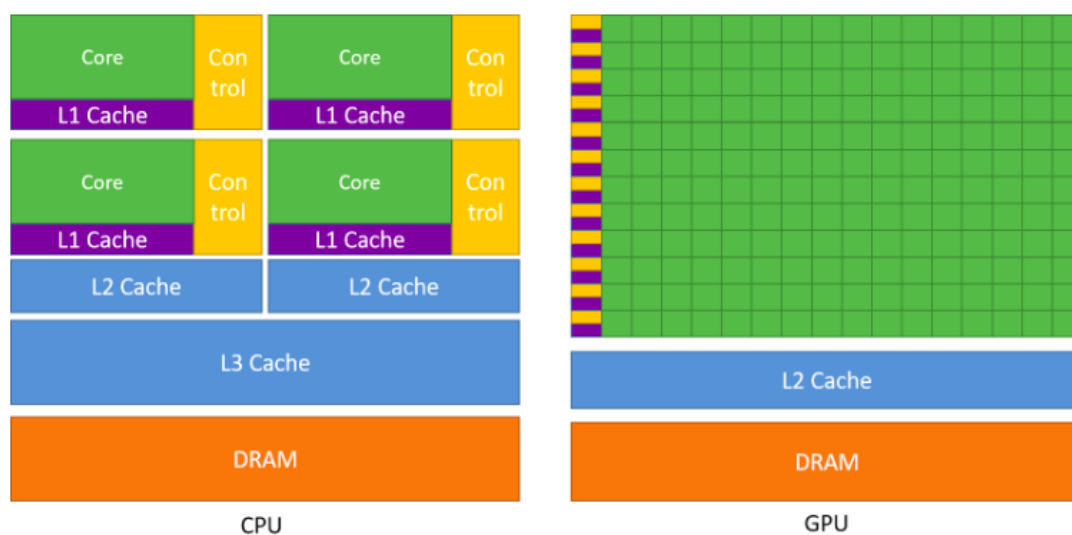 Core
Con
trol
Core
Con
trol
L1 Cache
L1 Cache
Core
Con
trol
Core
Con
trol
L1 Cache
L1 Cache
L2 Cache
L2 Cache
L3 Cache
DRAM
CPU
L2 Cache
DRAM
GPU